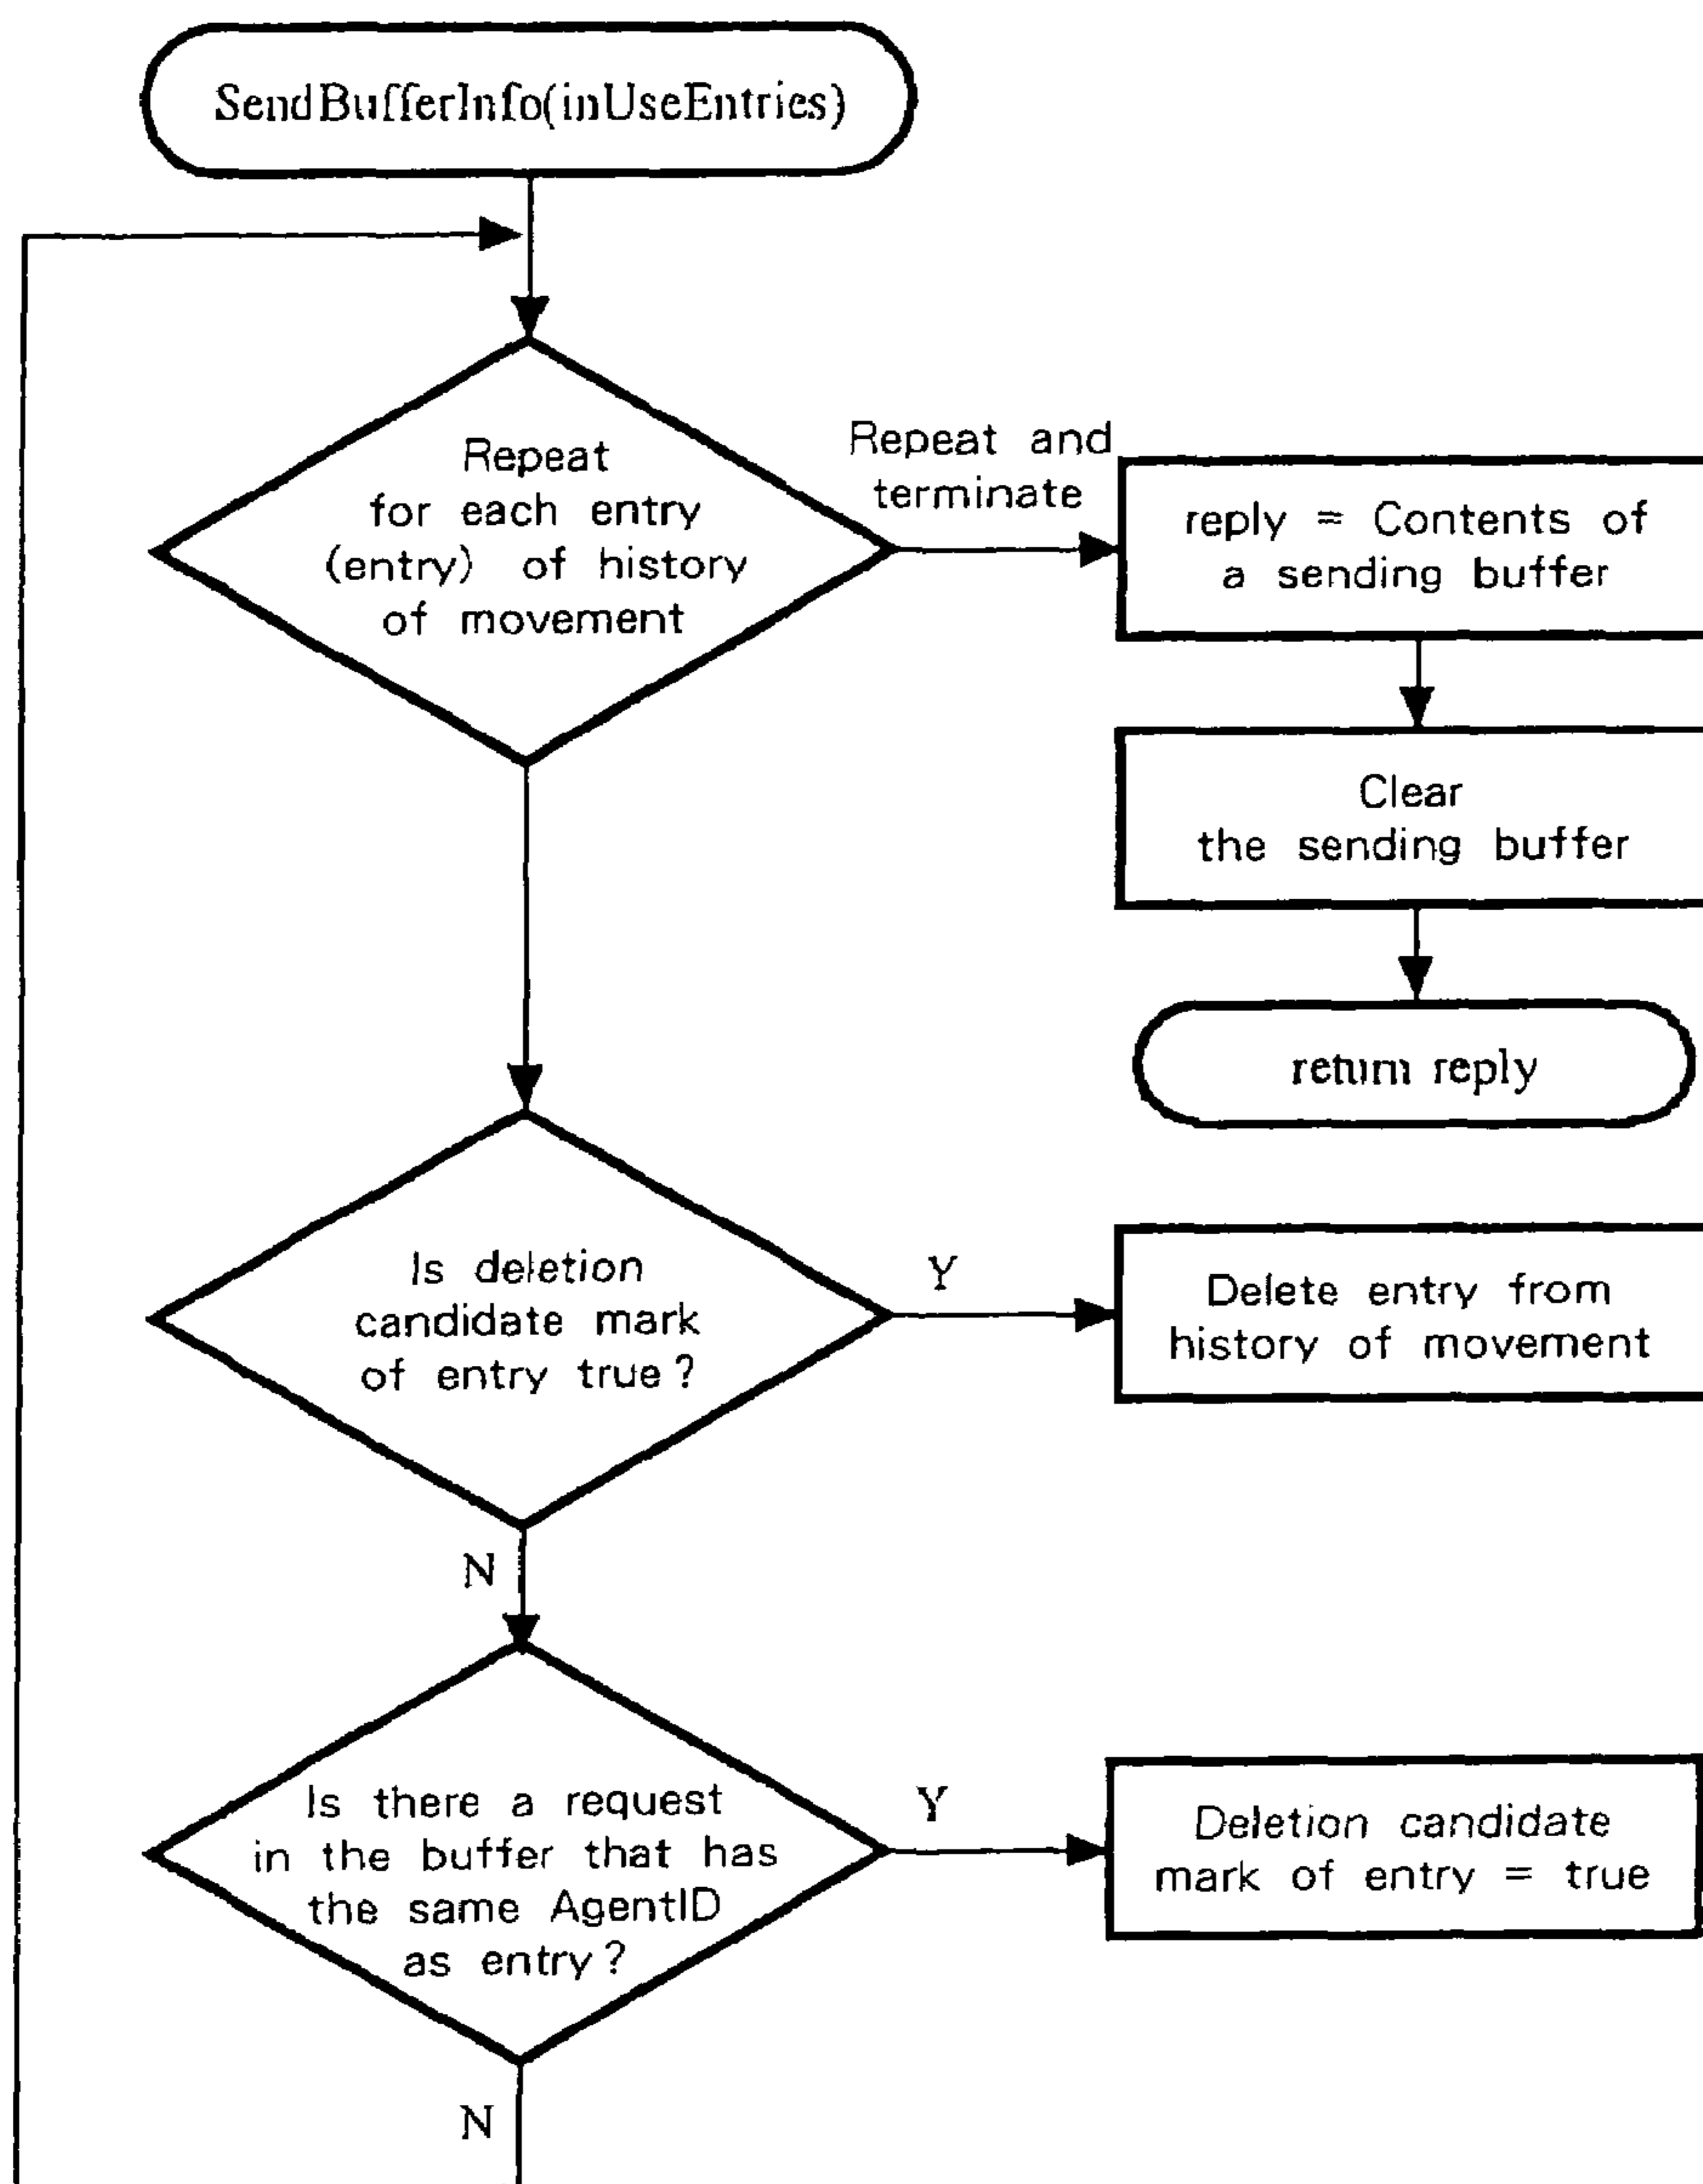 SendBufferInfo(inUseEntries)
Repeat
for each entry
(entry) of history
of movement
Repeat and
terminate
reply = Contents of
a sending buffer
Clear
the sending buffer
return reply
Is deletion
candidate mark
of entry true?
Y
Delete entry from
history of movement
N
Is there a request
in the buffer that has
the same AgentID
as entry?
Y
Deletion candidate
mark of entry = true
N